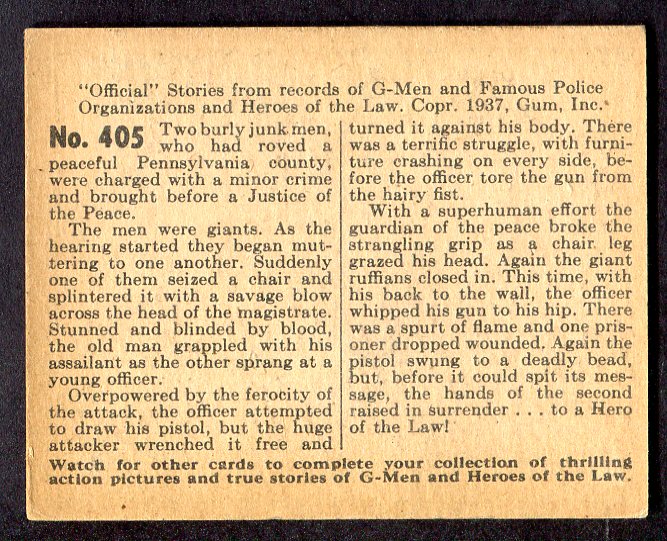 "Official" Stories from records of G-Men and Famous Police
Organizations and Heroes of the Law. Copr. 1937, Gum, Inc.
No. 405 Two burly junk men,
who had roved a
peaceful Pennsylvania county,
were charged with a minor crime
and brought before a Justice of
the Peace.
The men were giants. As the
hearing started they began mut-
tering to one another. Suddenly
one of them seized a chair and
splintered it with a savage blow
across the head of the magistrate.
Stunned and blinded by blood,
the old man grappled with his
assailant as the other sprang at a
young officer.
Overpowered by the ferocity of
the attack, the officer attempted
to draw his pistol, but the huge
attacker wrenched it free and
turned it against his body. There
was a terrific struggle, with furni-
ture crashing on every side, be-
fore the officer tore the gun from
the hairy fist.
With a superhuman effort the
guardian of the peace broke the
strangling grip as a chair leg
grazed his head. Again the giant
ruffians closed in. This time, with
his back to the wall, the officer
whipped his gun to his hip. There
was a spurt of flame and one pris-
oner dropped wounded. Again the
pistol swung to a deadly bead,
but, before it could spit its mes-
sage, the hands of the second
raised in surrender . . . to a Hero
of the Law!
Watch for other cards to complete your collection of thrilling
action pictures and true stories of G-Men and Heroes of the Law.